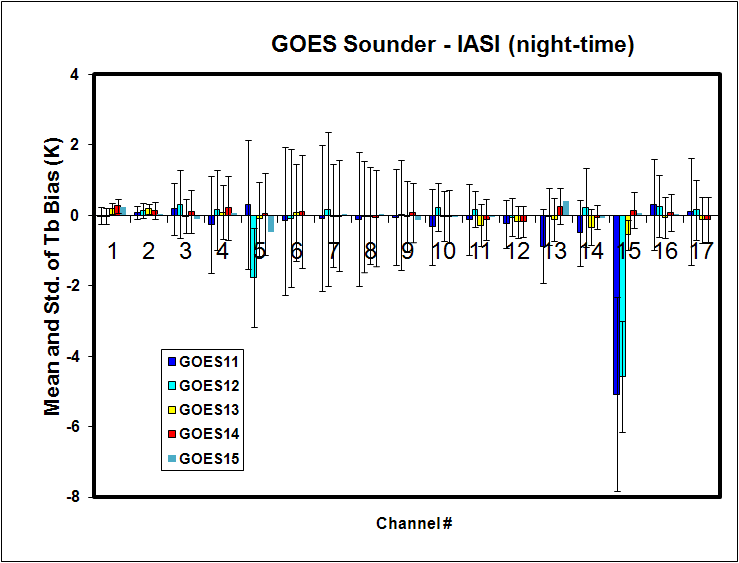 GOES Sounder - IASI (night-time)
Mean and Std. of Tb Bias (K)
4
2
0
-2
-4
-6
-8
1 2 3 4 5 6 7 8 9 10 11 12 13 14 15 16 17
GOES11
GOES12
GOES13
GOES14
GOES15
Channel #